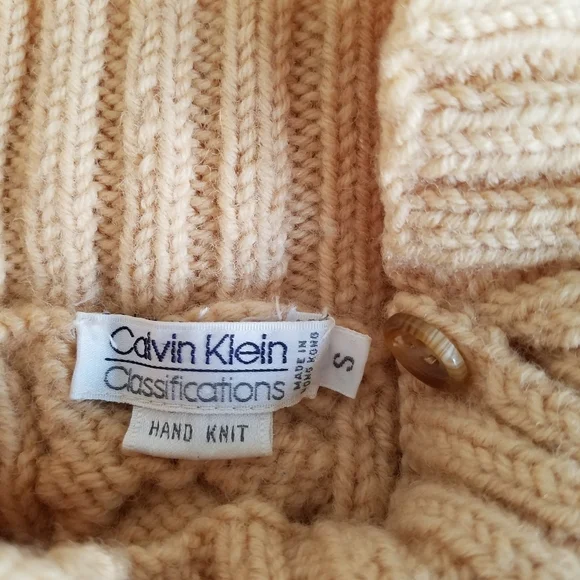 Calvin Klein
Classifications
MADE IN
HONG KONG
S
HAND KNIT